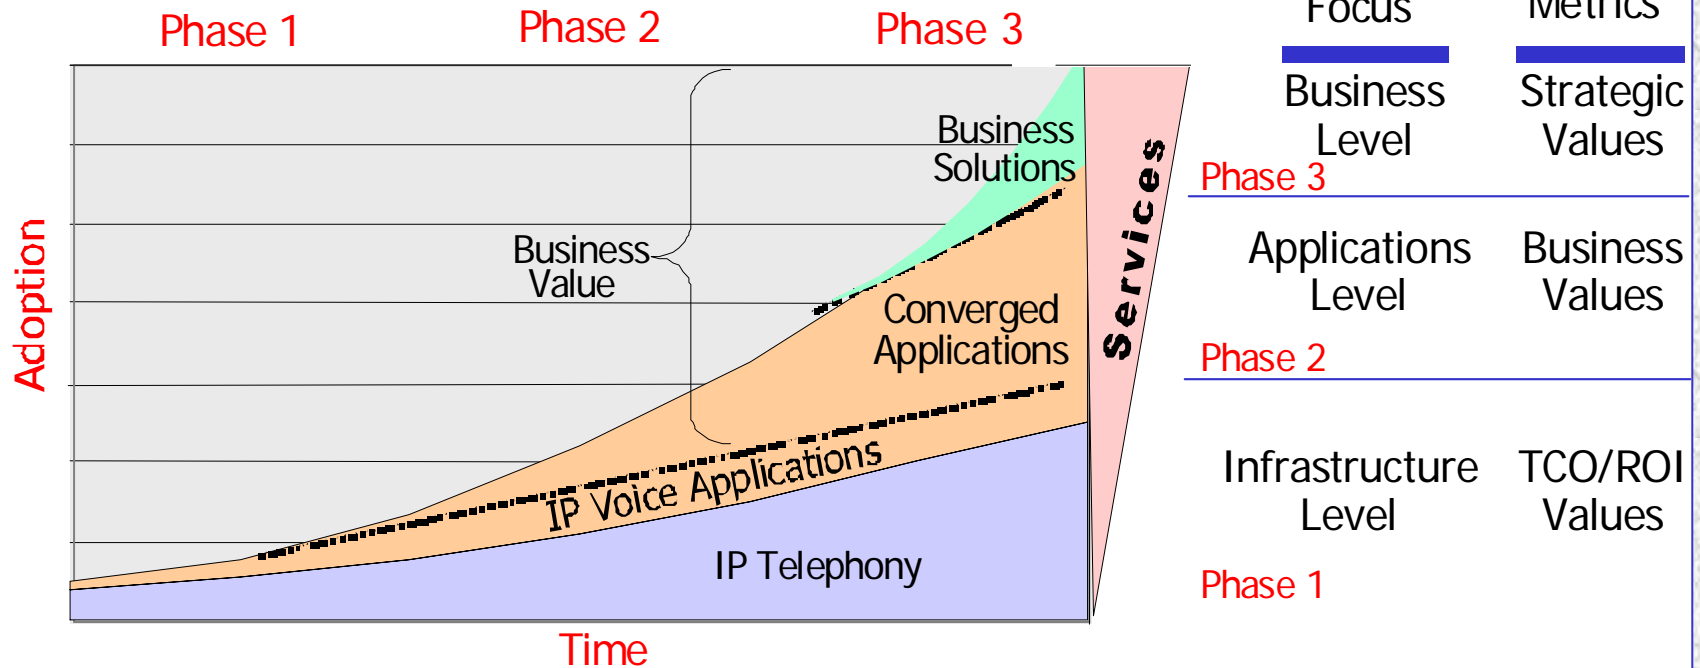 Phase 1
Phase 2
Phase 3
Focus
Metrics
Business
Level
Strategic
Values
Phase 3
Business
Solutions
Services
Adoption
Business
Value
Applications
Level
Business
Values
Phase 2
Converged
Applications
IP Voice Applications
Infrastructure
Level
TCO/ROI
Values
IP Telephony
Phase 1
Time